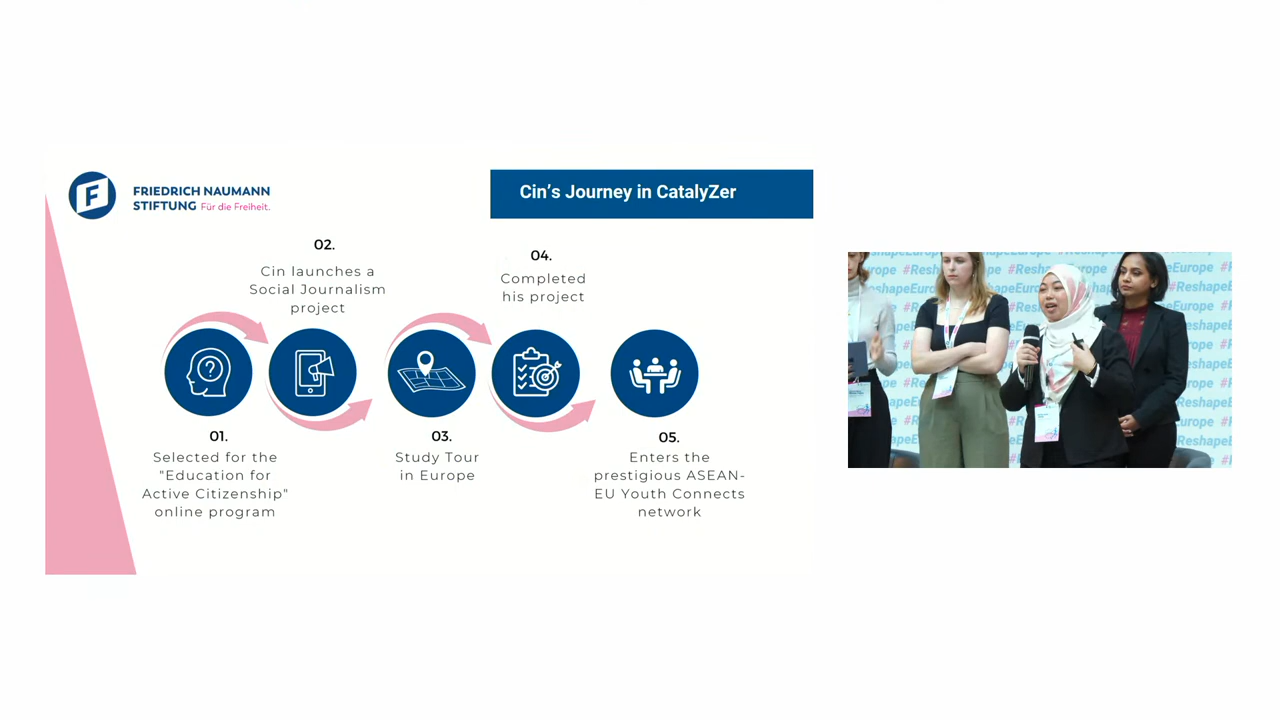 FRIEDRICH NAUMANN
STIFTUNG Für die Freiheit.
Cin's Journey in CatalyZer
02.
Cin launches a
Social Journalism
project
04.
Completed
his project
01.
Selected for the
"Education for
Active Citizenship"
online program
03.
Study Tour
in Europe
05.
Enters the
prestigious ASEAN-
EU Youth Connects
network
#ReshapeEurope